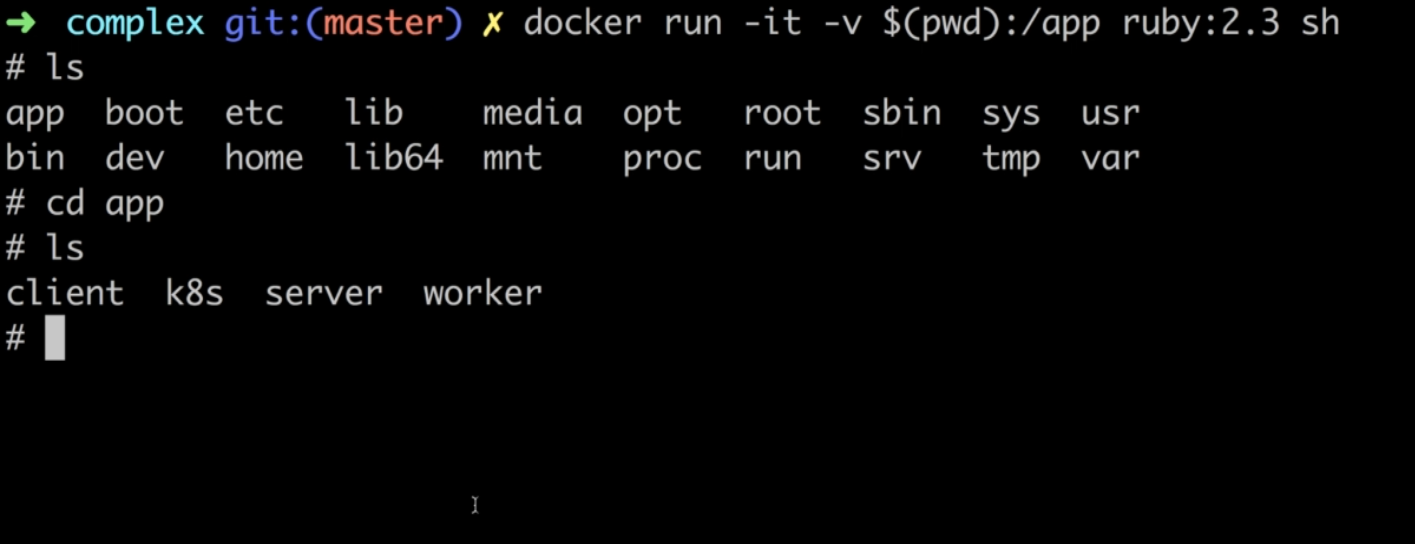 ➜ complex git:(master) ✗ docker run -it -v $(pwd):/app ruby:2.3 sh
# ls
app boot etc lib media opt root sbin sys usr
bin dev home lib64 mnt proc run srv tmp var
# cd app
# ls
client k8s server worker
#